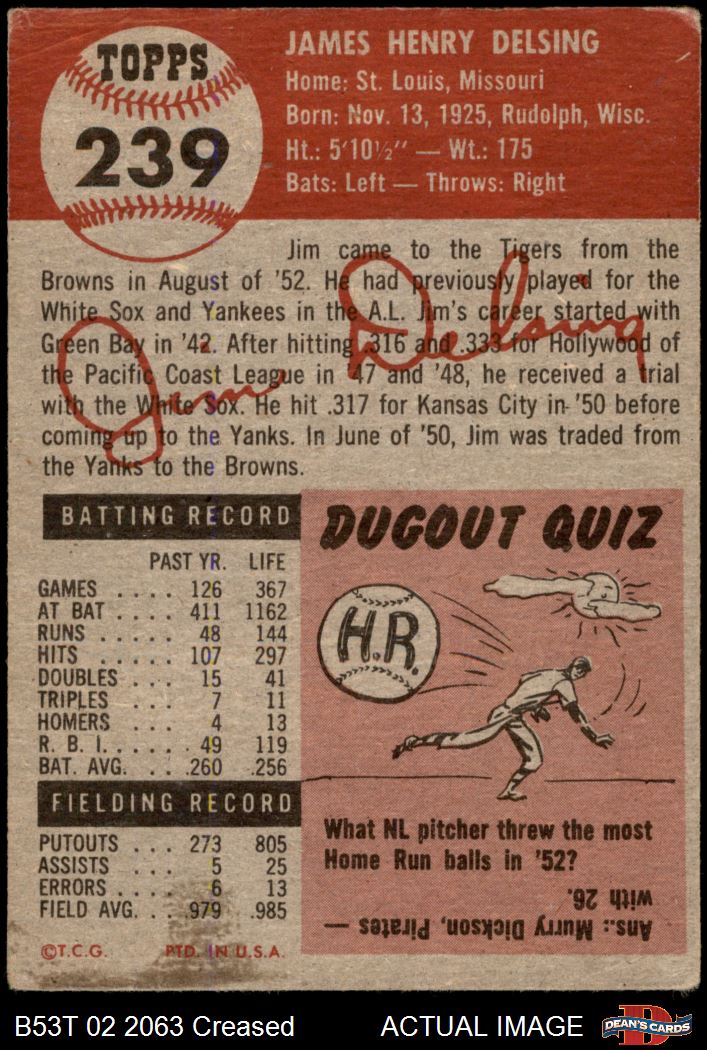 TOPPS
239
JAMES HENRY DELSING
Home: St. Louis, Missouri
Born: Nov. 13, 1925, Rudolph, Wisc.
Ht.: 5'10½" — Wt.: 175
Bats: Left — Throws: Right
Jim came to the Tigers from the
Browns in August of '52. He had previously played for the
White Sox and Yankees in the A.L. Jim's career started with
Green Bay in '42. After hitting .316 and .333 for Hollywood of
the Pacific Coast League in '47 and '48, he received a trial
with the White Sox. He hit .317 for Kansas City in '50 before
coming up to the Yanks. In June of '50, Jim was traded from
the Yanks to the Browns.
Jim Delsing
BATTING RECORD
PAST YR. LIFE
GAMES . . . . 126 367
AT BAT . . . . 411 1162
RUNS . . . . . 48 144
HITS . . . . . 107 297
DOUBLES . . . 15 41
TRIPLES . . . 7 11
HOMERS . . . 4 13
R. B. I. . . . . . 49 119
BAT. AVG. . . .260 .256
FIELDING RECORD
PUTOUTS . . . 273 805
ASSISTS . . . . 5 25
ERRORS . . . . 6 13
FIELD AVG. . . .979 .985
©T.C.G. PTD. IN U.S.A.
DUGOUT QUIZ
H.R.
What NL pitcher threw the most
Home Run balls in '52?
Ans.: Murry Dickson, Pirates —
with 26.
B53T 02 2063 Creased ACTUAL IMAGE
D
DEAN'S CARDS